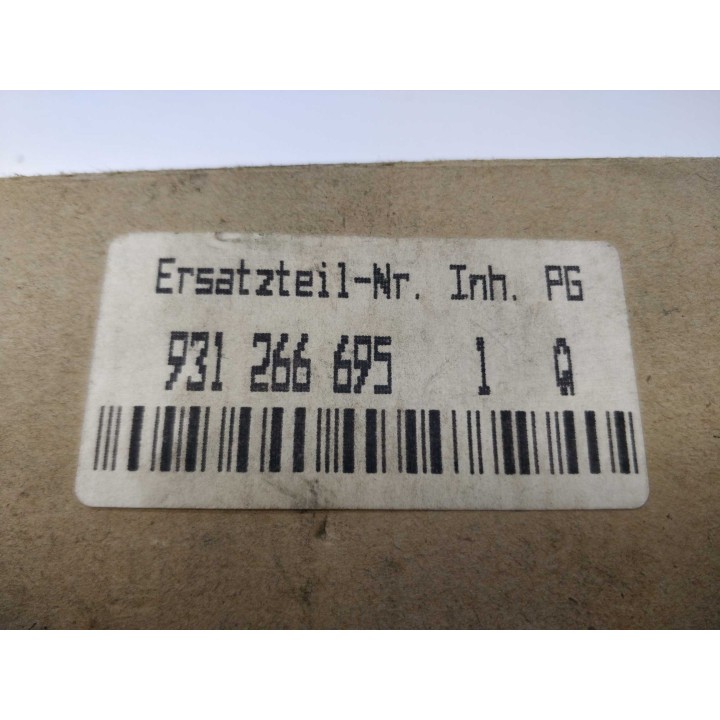 Ersatzteil-Nr. Inh. PG
931 266 695 1 Q